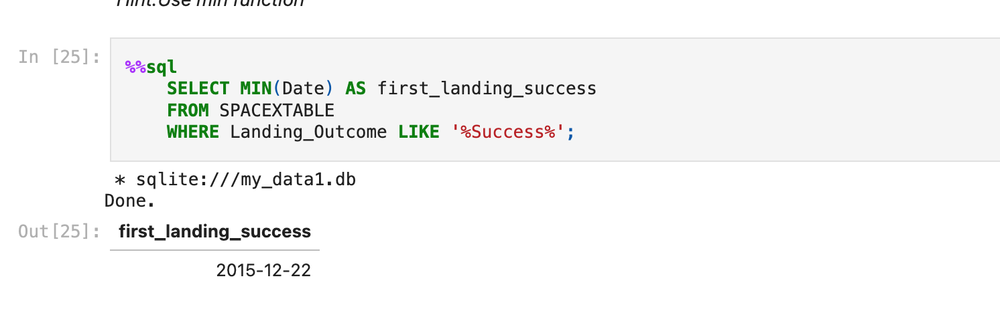 Hint:Use min function
In [25]:
%%sql
SELECT MIN(Date) AS first_landing_success
FROM SPACEXTABLE
WHERE Landing_Outcome LIKE '%Success%';
* sqlite:///my_data1.db
Done.
Out[25]:
first_landing_success
2015-12-22